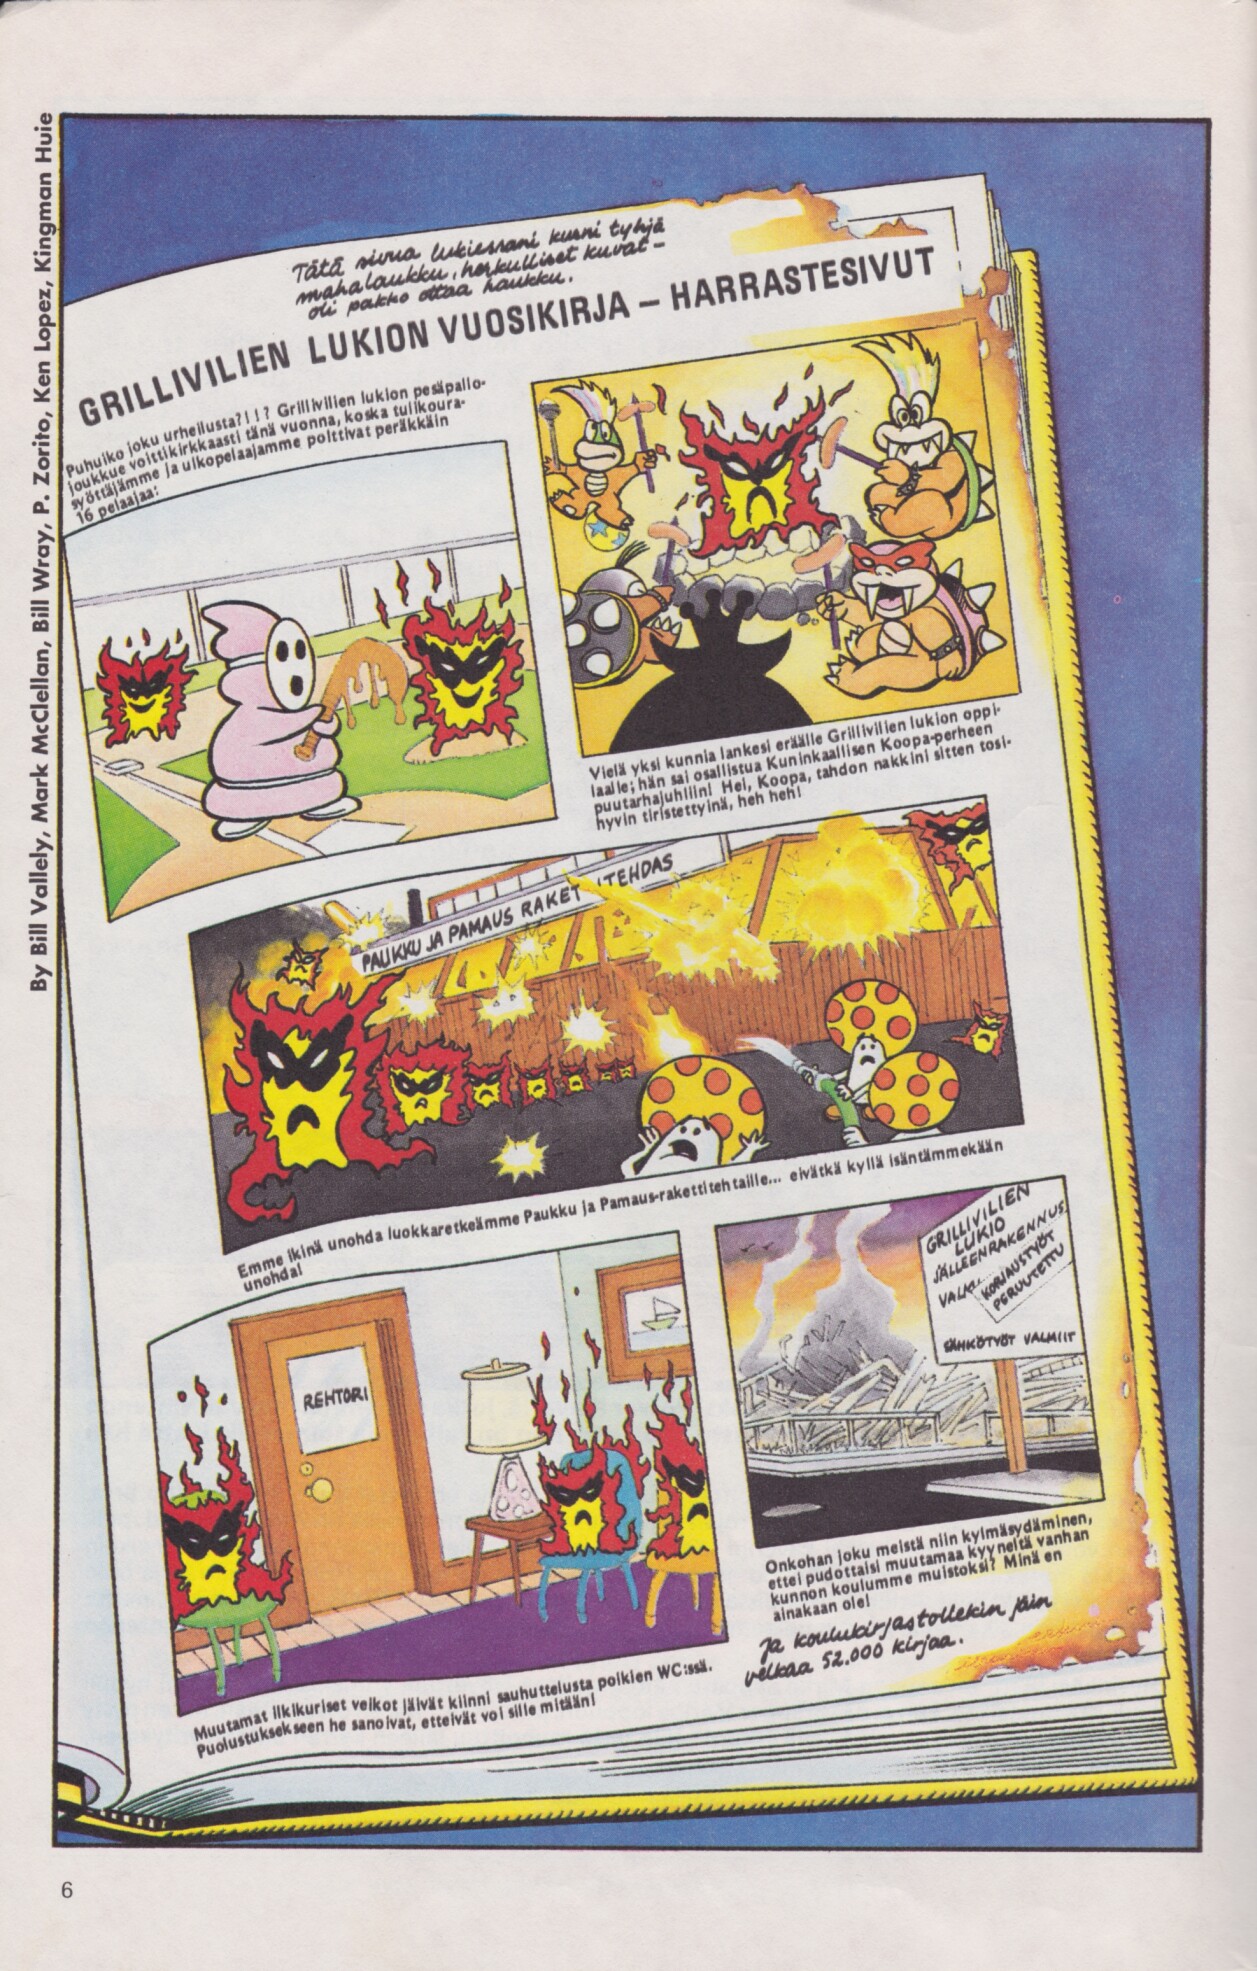 By Bill Vallely, Mark McClellan, Bill Wray, P. Zorito, Ken Lopez, Kingman Huie
Tätä sivua lukiessani kurni tyhjä
mahalaukku, herkulliset kuvat –
oli pakko ottaa haukku.
GRILLIVILIEN LUKION VUOSIKIRJA – HARRASTESIVUT
Puhuiko joku urheilusta?!!? Grillivilien lukion pesäpallo-
joukkue voitti kirkkaasti tänä vuonna, koska tulikoura-
syöttäjämme ja ulkopelaajamme polttivat peräkkäin
16 pelaajaa:
Vielä yksi kunnia lankesi eräälle Grillivilien lukion oppi-
laalle; hän sai osallistua Kuninkaallisen Koopa-perheen
puutarhajuhliin! Hei, Koopa, tahdon nakkini sitten tosi-
hyvin tiristettyinä, heh heh!
PAUKKU JA PAMAUS RAKET ITEHDAS
Emme ikinä unohda luokkaretkeämme Paukku ja Pamaus-rakettitehtaille... eivätkä kyllä isäntämmekään
unohda!
REHTORI
Muutamat ilkikuriset veikot jäivät kiinni sauhuttelusta poikien WC:ssä.
Puolustuksekseen he sanoivat, etteivät voi sille mitään!
GRILLIVILIEN
LUKIO
JÄLLEENRAKENNUS
VALK..
KORJAUSTYÖT
PERUUTETTU
SÄHKÖTYÖT VALMIIT
Onkohan joku meistä niin kylmäsydäminen,
ettei pudottaisi muutamaa kyyneltä vanhan
kunnon koulumme muistoksi? Minä en
ainakaan ole!
Ja koulukirjastollekin jäin
velkaa 52.000 kirjaa.
6